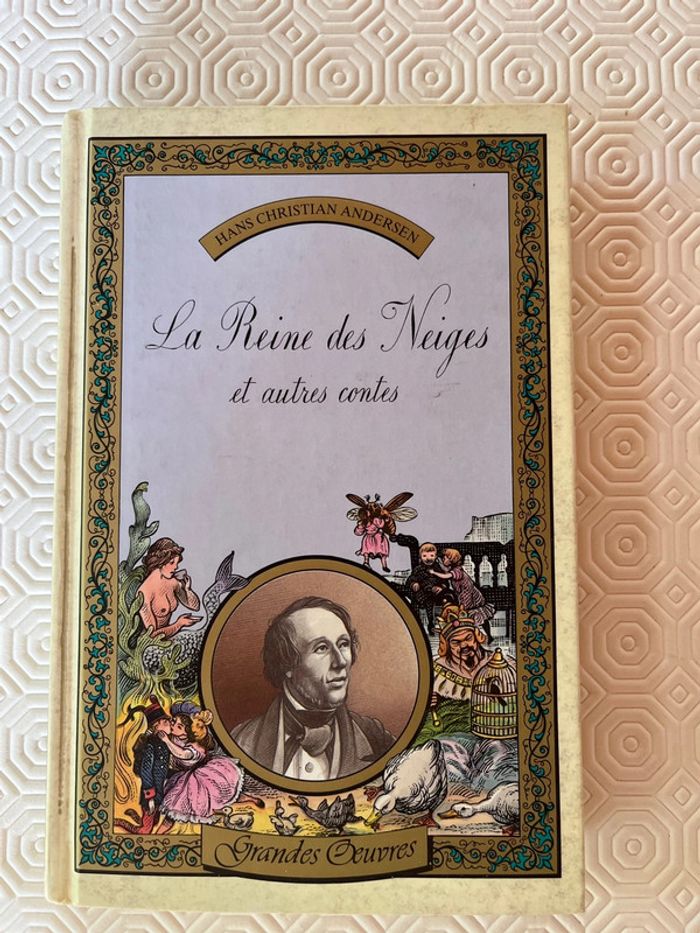 HANS CHRISTIAN ANDERSEN
La Reine des Neiges
et autres contes
Grandes Œuvres